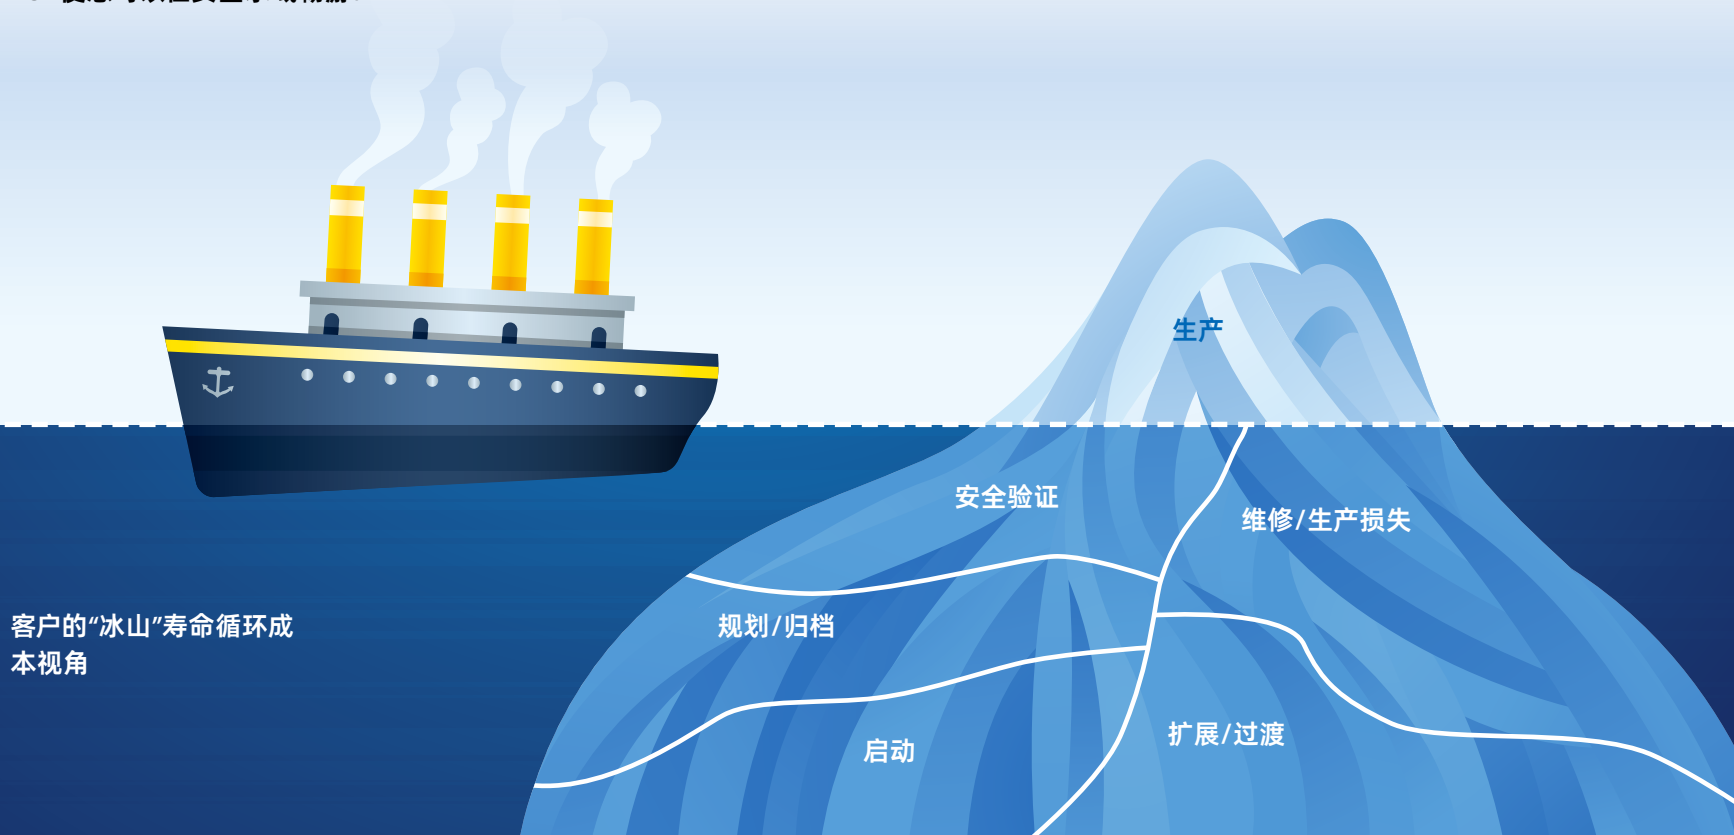 生产
安全验证
维修/生产损失
客户的“冰山”寿命循环成
本视角
规划/归档
启动
扩展/过渡